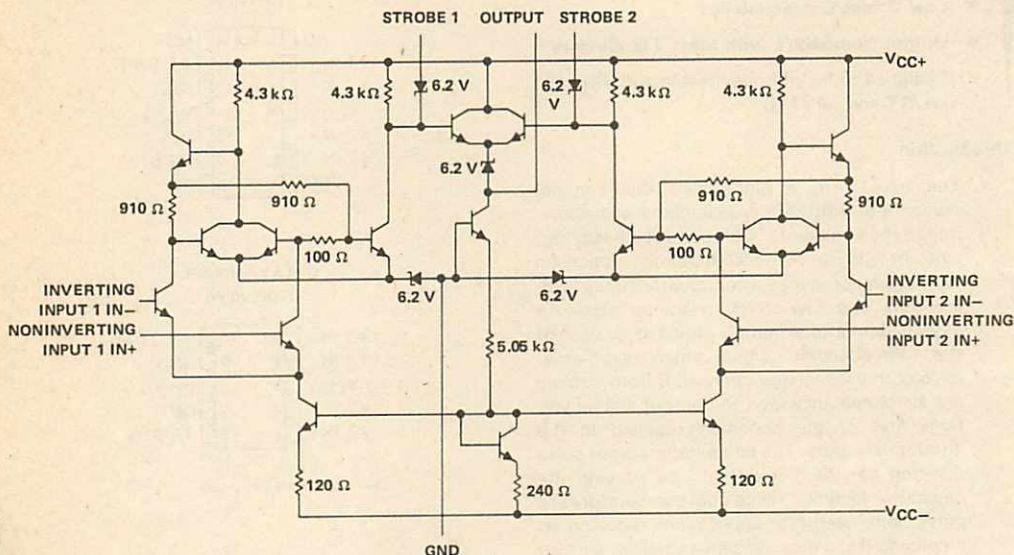 STROBE 1 OUTPUT STROBE 2
VCC+
4.3 kΩ
4.3 kΩ
6.2 V
6.2
V
4.3 kΩ
4.3 kΩ
6.2 V
910 Ω
910 Ω
910 Ω
910 Ω
100 Ω
100 Ω
6.2 V
6.2 V
INVERTING
INPUT 1 IN–
NONINVERTING
INPUT 1 IN+
INVERTING
INPUT 2 IN–
NONINVERTING
INPUT 2 IN+
5.05 kΩ
120 Ω
240 Ω
120 Ω
VCC–
GND